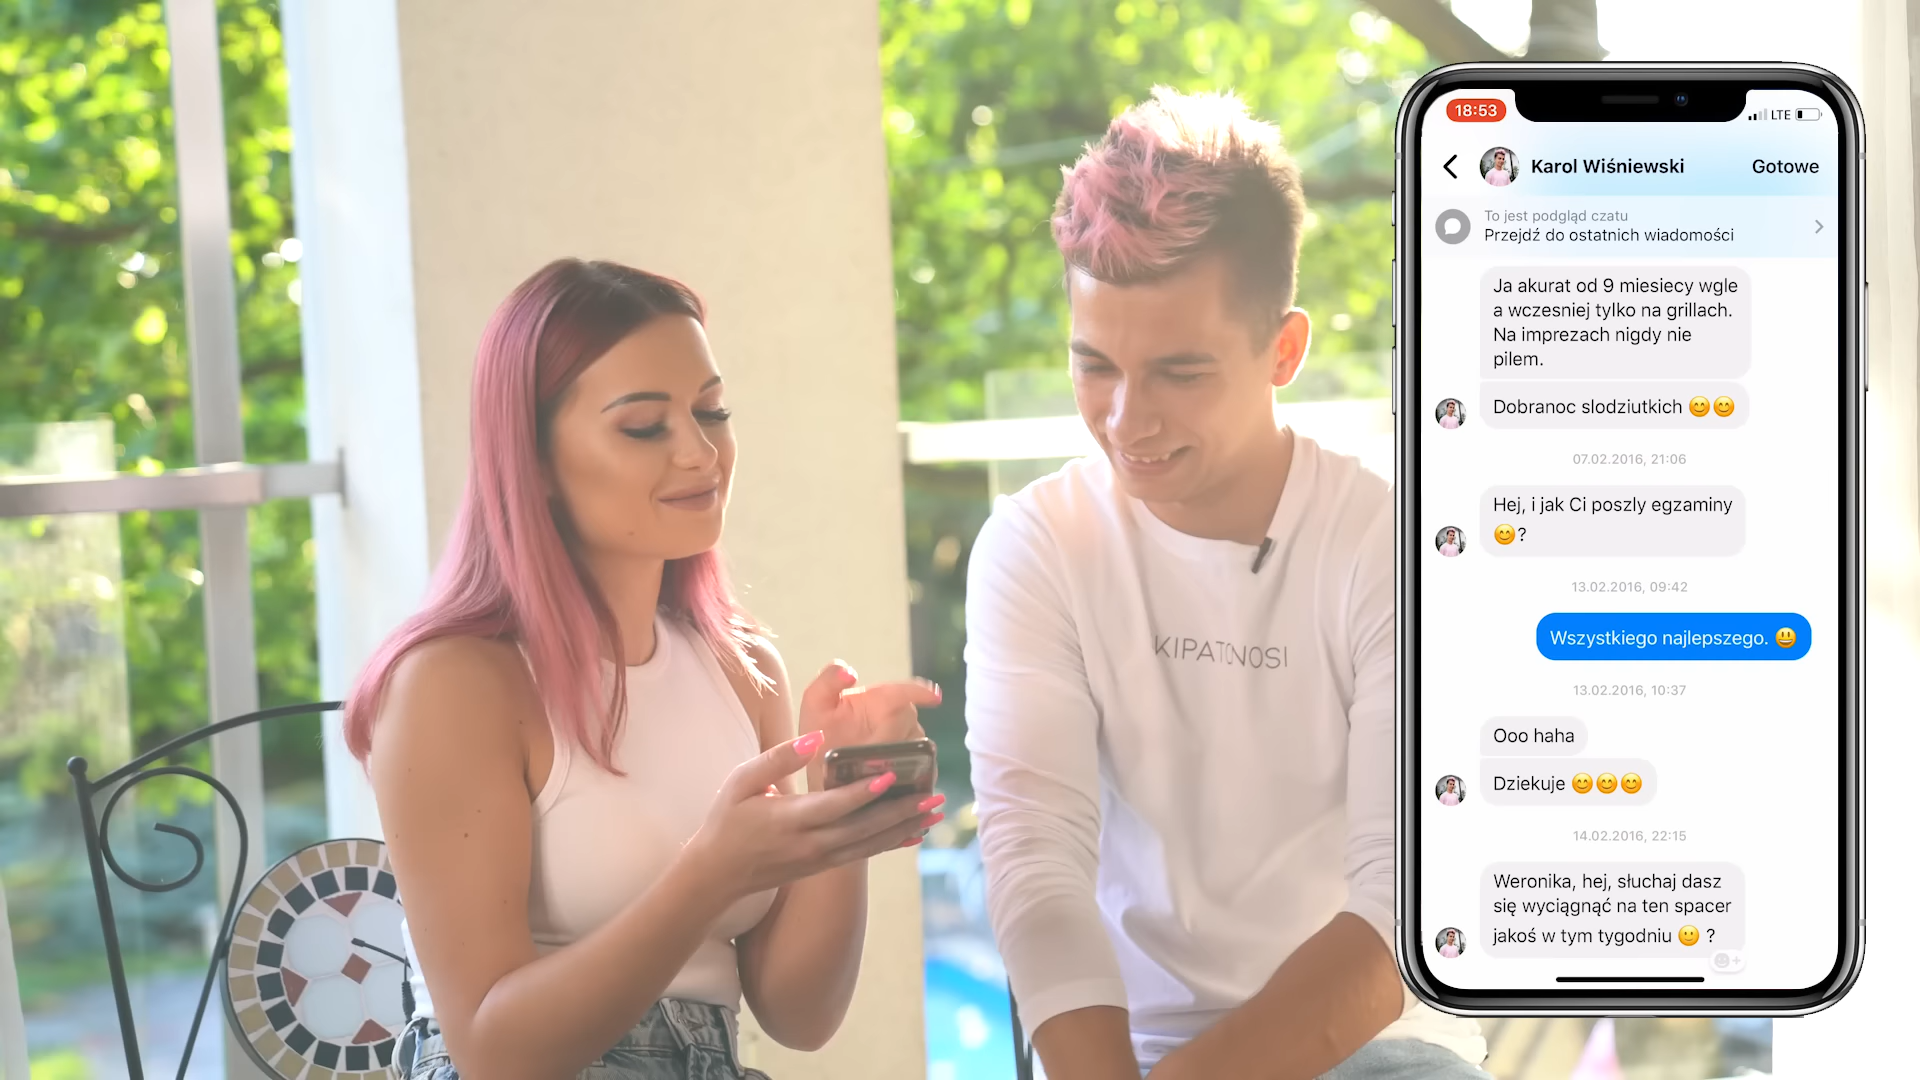 18:53
LTE
Karol Wiśniewski
Gotowe
To jest podgląd czatu
Przejdź do ostatnich wiadomości
Ja akurat od 9 miesiecy wgle
a wczesniej tylko na grillach.
Na imprezach nigdy nie
pilem.
Dobranoc slodziutkich 😊😊
07.02.2016, 21:06
Hej, i jak Ci poszly egzaminy
😊?
13.02.2016, 09:42
Wszystkiego najlepszego. 😃
13.02.2016, 10:37
Ooo haha
Dziekuje 😊😊😊
14.02.2016, 22:15
Weronika, hej, słuchaj dasz
się wyciągnąć na ten spacer
jakoś w tym tygodniu 🙂 ?